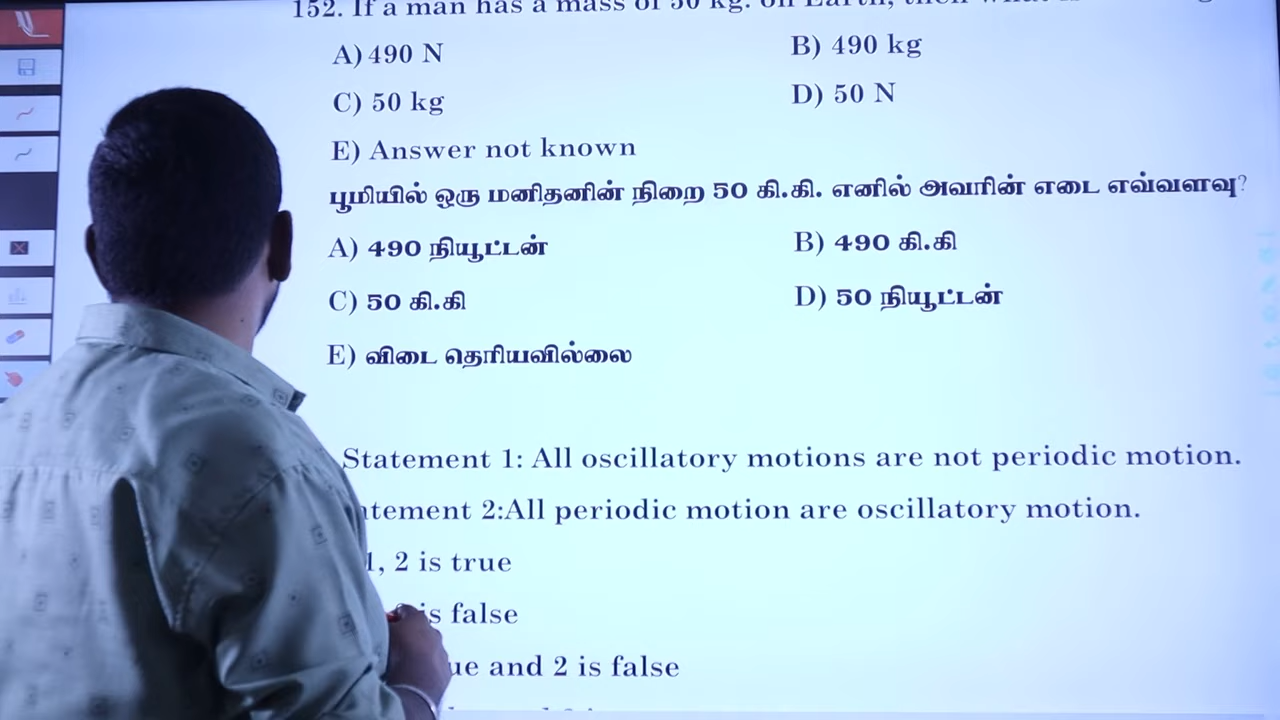 152. If a man has a mass of 50 kg. on Earth, then what
A) 490 N
B) 490 kg
C) 50 kg
D) 50 N
E) Answer not known
பூமியில் ஒரு மனிதனின் நிறை 50 கி.கி. எனில் அவரின் எடை எவ்வளவு?
A) 490 நியூட்டன்
B) 490 கி.கி
C) 50 கி.கி
D) 50 நியூட்டன்
E) விடை தெரியவில்லை
Statement 1: All oscillatory motions are not periodic motion.
tement 2:All periodic motion are oscillatory motion.
1, 2 is true
is false
ue and 2 is false